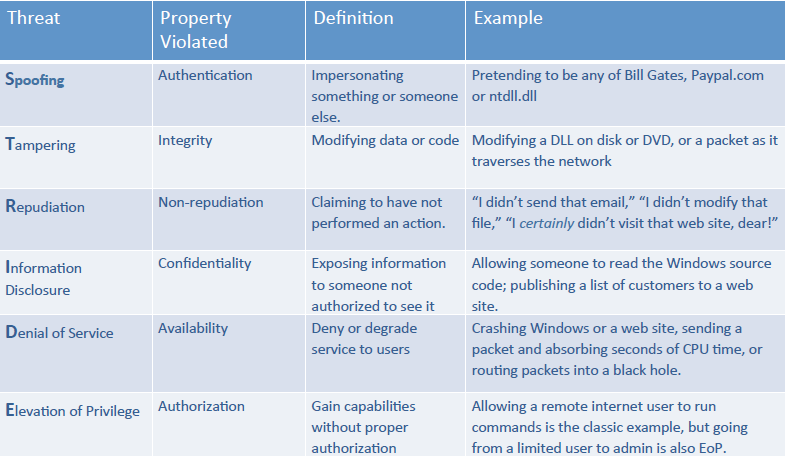 Threat
Property
Violated
Definition
Example
Spoofing
Authentication
Impersonating
something or someone
else.
Pretending to be any of Bill Gates, Paypal.com
or ntdll.dll
Tampering
Integrity
Modifying data or code
Modifying a DLL on disk or DVD, or a packet as it
traverses the network
Repudiation
Non-repudiation
Claiming to have not
performed an action.
“I didn’t send that email,” “I didn’t modify that
file,” “I certainly didn’t visit that web site, dear!”
Information
Disclosure
Confidentiality
Exposing information
to someone not
authorized to see it
Allowing someone to read the Windows source
code; publishing a list of customers to a web
site.
Denial of Service
Availability
Deny or degrade
service to users
Crashing Windows or a web site, sending a
packet and absorbing seconds of CPU time, or
routing packets into a black hole.
Elevation of Privilege
Authorization
Gain capabilities
without proper
authorization
Allowing a remote internet user to run
commands is the classic example, but going
from a limited user to admin is also EoP.